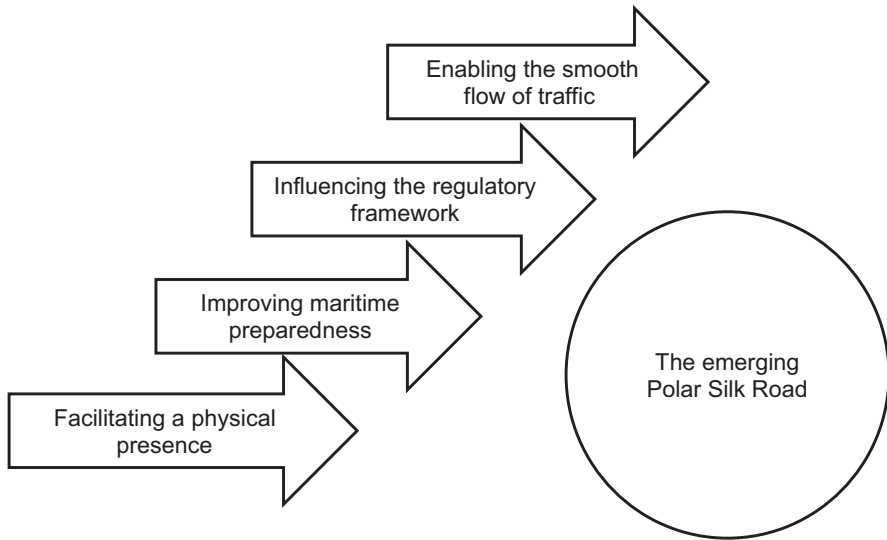 Enabling the smooth
flow of traffic
Influencing the regulatory
framework
Improving maritime
preparedness
The emerging
Polar Silk Road
Facilitating a physical
presence